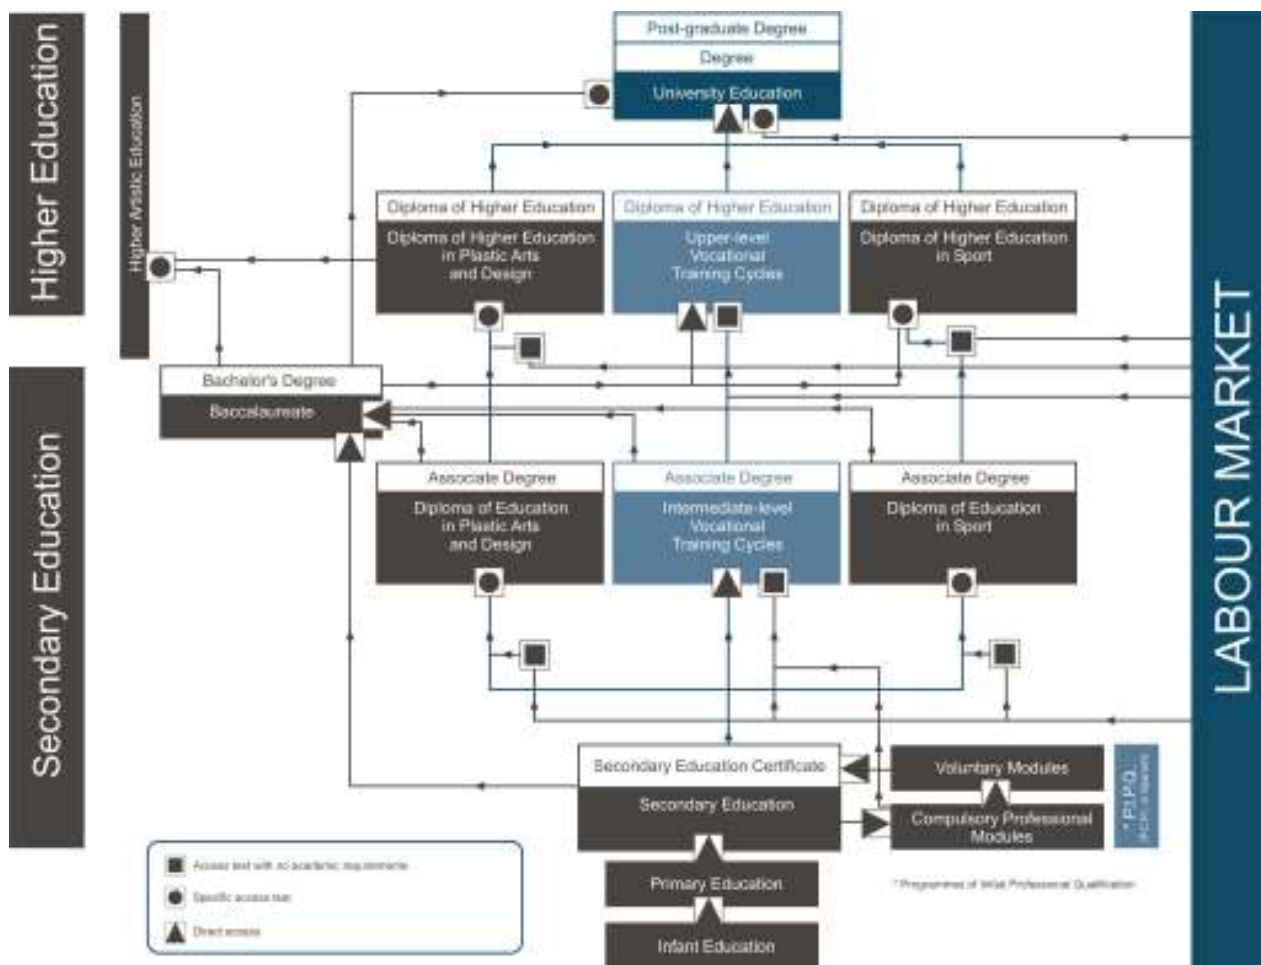 Higher Education
Secondary Education
Higher Artistic Education
Post-graduate Degree
Degree
University Education
Diploma of Higher Education
Diploma of Higher Education
in Plastic Arts
and Design
Diploma of Higher Education
Upper-level
Vocational
Training Cycles
Diploma of Higher Education
Diploma of Higher Education
in Sport
Bachelor's Degree
Baccalaureate
Associate Degree
Diploma of Education
in Plastic Arts
and Design
Associate Degree
Intermediate-level
Vocational
Training Cycles
Associate Degree
Diploma of Education
in Sport
Secondary Education Certificate
Secondary Education
Voluntary Modules
Compulsory Professional
Modules
* P.I.P.Q.
Primary Education
Infant Education
* Programmes of Initial Professional Qualification
Access test with no academic requirements
Specific access test
Direct access
LABOUR MARKET